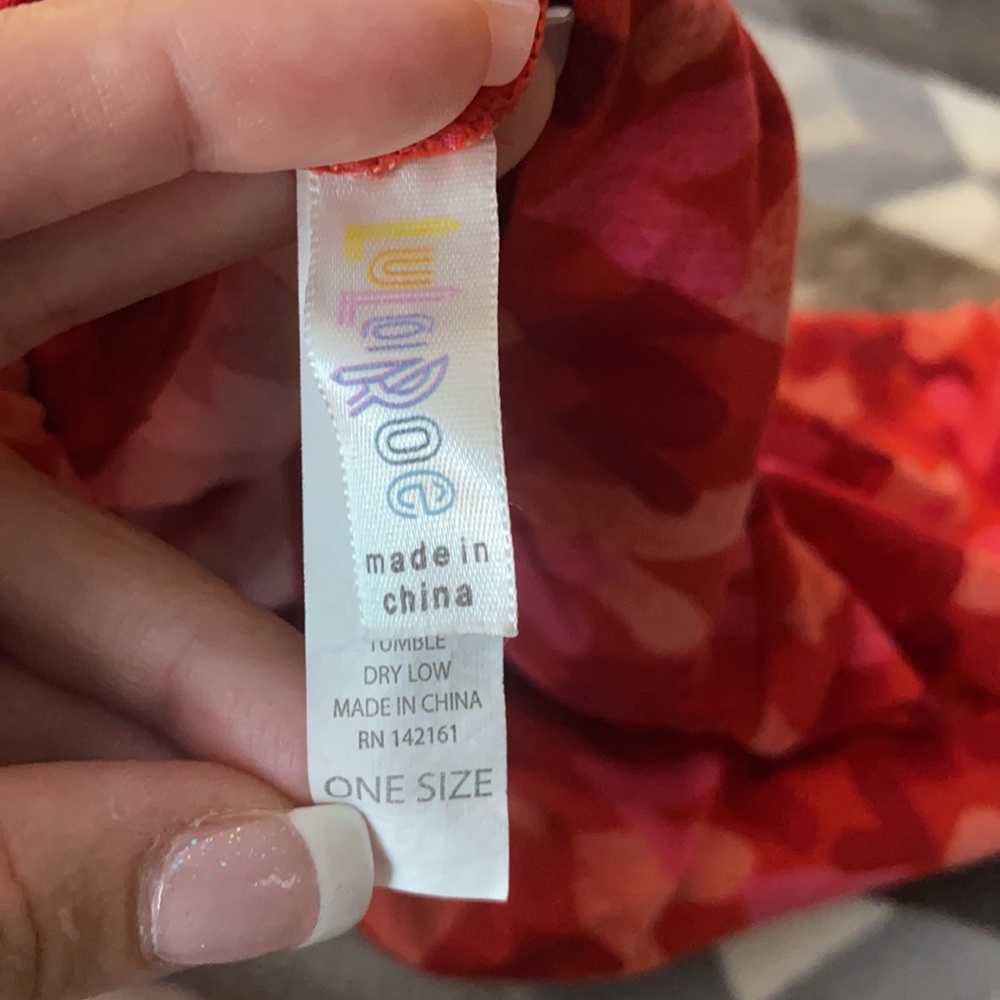 LuLaRoe
made in
china
TUMBLE
DRY LOW
MADE IN CHINA
RN 142161
ONE SIZE